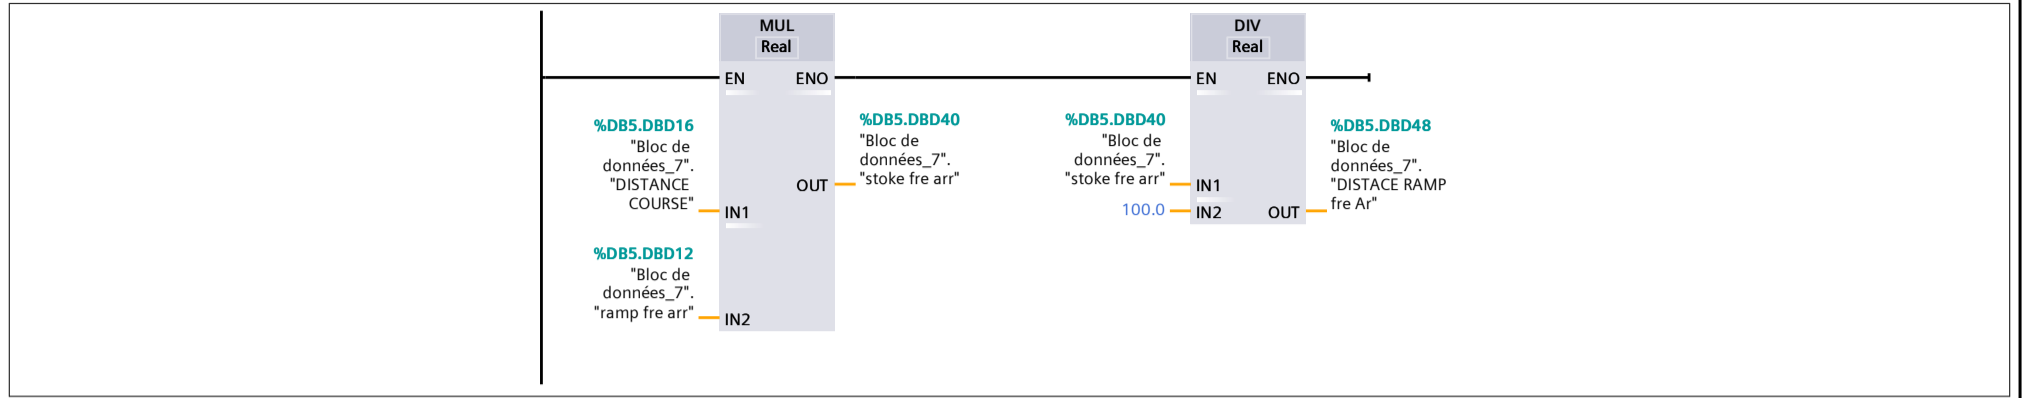 MUL
Real
EN
ENO
%DB5.DBD16
"Bloc de
données_7".
"DISTANCE
COURSE"
IN1
%DB5.DBD12
"Bloc de
données_7".
"ramp fre arr"
IN2
OUT
%DB5.DBD40
"Bloc de
données_7".
"stoke fre arr"
DIV
Real
EN
ENO
%DB5.DBD40
"Bloc de
données_7".
"stoke fre arr"
IN1
100.0
IN2
OUT
%DB5.DBD48
"Bloc de
données_7".
"DISTACE RAMP
fre Ar"